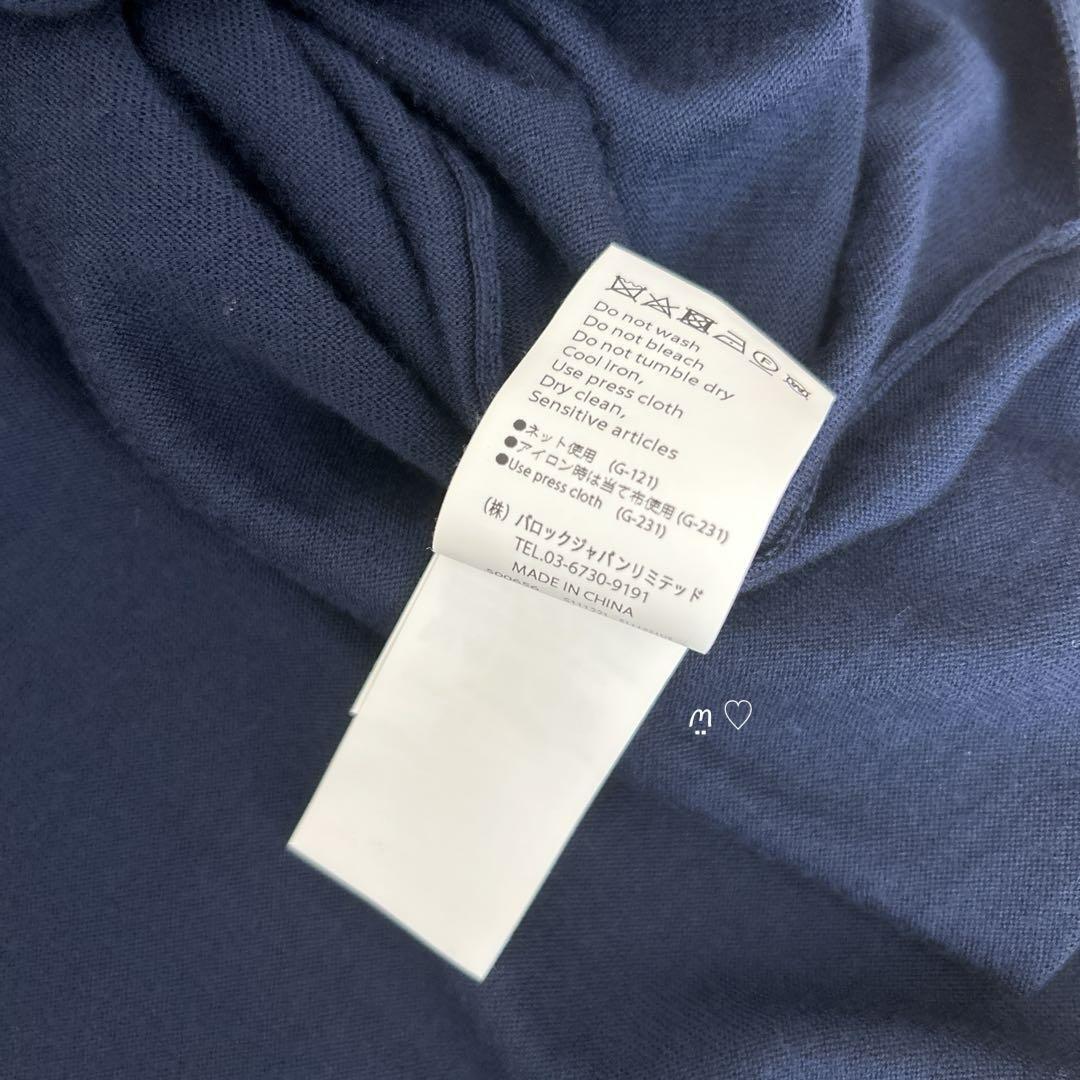 Do not wash
Do not bleach
Do not tumble dry
Cool iron,
Use press cloth
Dry clean,
Sensitive articles
●ネット使用 (G-121)
●アイロン時は当て布使用 (G-231)
●Use press cloth (G-231)
(株) バロックジャパンリミテッド
TEL.03-6730-9191
MADE IN CHINA